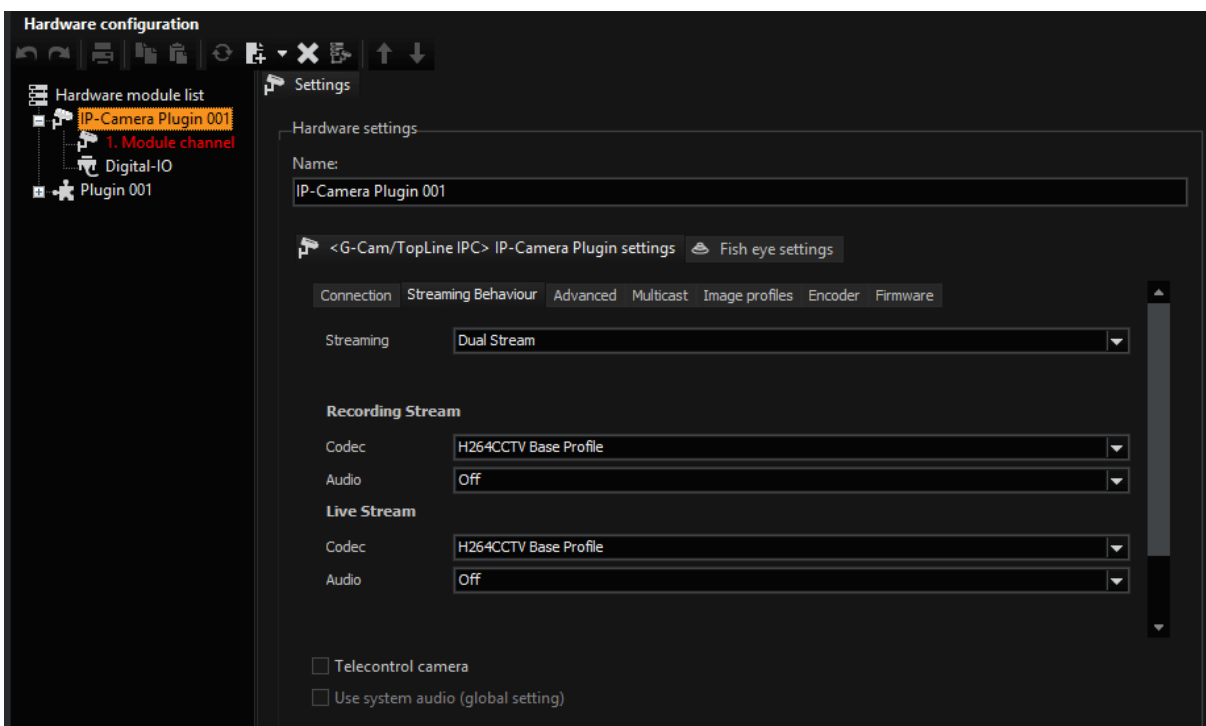 Hardware configuration
Hardware module list
IP-Camera Plugin 001
1. Module channel
Digital-IO
Plugin 001
Settings
Hardware settings
Name:
IP-Camera Plugin 001
<G-Cam/TopLine IPC> IP-Camera Plugin settings Fish eye settings
Connection Streaming Behaviour Advanced Multicast Image profiles Encoder Firmware
Streaming Dual Stream
Recording Stream
Codec H264CCTV Base Profile
Audio Off
Live Stream
Codec H264CCTV Base Profile
Audio Off
Telecontrol camera
Use system audio (global setting)